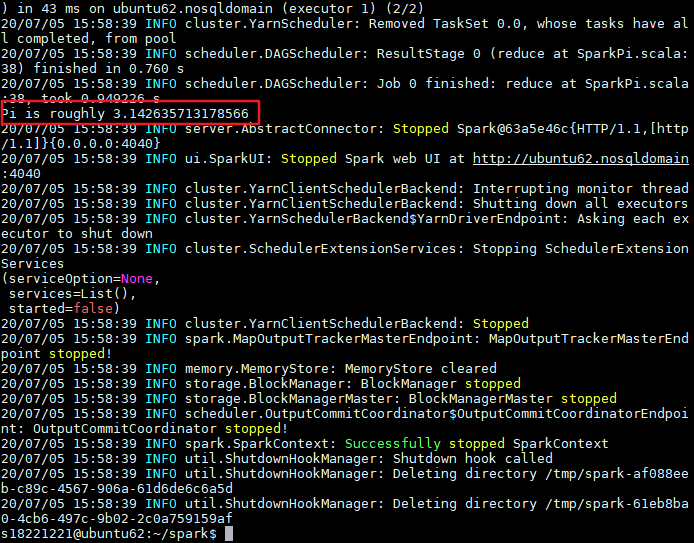 ) in 43 ms on ubuntu62.nosqldomain (executor 1) (2/2)
20/07/05 15:58:39 INFO cluster.YarnScheduler: Removed TaskSet 0.0, whose tasks have al
l completed, from pool
20/07/05 15:58:39 INFO scheduler.DAGScheduler: ResultStage 0 (reduce at SparkPi.scala:
38) finished in 0.760 s
20/07/05 15:58:39 INFO scheduler.DAGScheduler: Job 0 finished: reduce at SparkPi.scala
:38, took 0.949226 s
Pi is roughly 3.142635713178566
20/07/05 15:58:39 INFO server.AbstractConnector: Stopped Spark@63a5e46c{HTTP/1.1,[http
/1.1]}{0.0.0.0:4040}
20/07/05 15:58:39 INFO ui.SparkUI: Stopped Spark web UI at http://ubuntu62.nosqldomain
:4040
20/07/05 15:58:39 INFO cluster.YarnClientSchedulerBackend: Interrupting monitor thread
20/07/05 15:58:39 INFO cluster.YarnClientSchedulerBackend: Shutting down all executors
20/07/05 15:58:39 INFO cluster.YarnSchedulerBackend$YarnDriverEndpoint: Asking each ex
ecutor to shut down
20/07/05 15:58:39 INFO cluster.SchedulerExtensionServices: Stopping SchedulerExtension
Services
(serviceOption=None,
 services=List(),
 started=false)
20/07/05 15:58:39 INFO cluster.YarnClientSchedulerBackend: Stopped
20/07/05 15:58:39 INFO spark.MapOutputTrackerMasterEndpoint: MapOutputTrackerMasterEnd
point stopped!
20/07/05 15:58:39 INFO memory.MemoryStore: MemoryStore cleared
20/07/05 15:58:39 INFO storage.BlockManager: BlockManager stopped
20/07/05 15:58:39 INFO storage.BlockManagerMaster: BlockManagerMaster stopped
20/07/05 15:58:39 INFO scheduler.OutputCommitCoordinator$OutputCommitCoordinatorEndpoi
nt: OutputCommitCoordinator stopped!
20/07/05 15:58:39 INFO spark.SparkContext: Successfully stopped SparkContext
20/07/05 15:58:39 INFO util.ShutdownHookManager: Shutdown hook called
20/07/05 15:58:39 INFO util.ShutdownHookManager: Deleting directory /tmp/spark-af088ee
b-c89c-4567-906a-61d6de6c6a5d
20/07/05 15:58:39 INFO util.ShutdownHookManager: Deleting directory /tmp/spark-61eb8ba
0-4cb6-497c-9b02-2c0a759159af
s18221221@ubuntu62:~/spark$